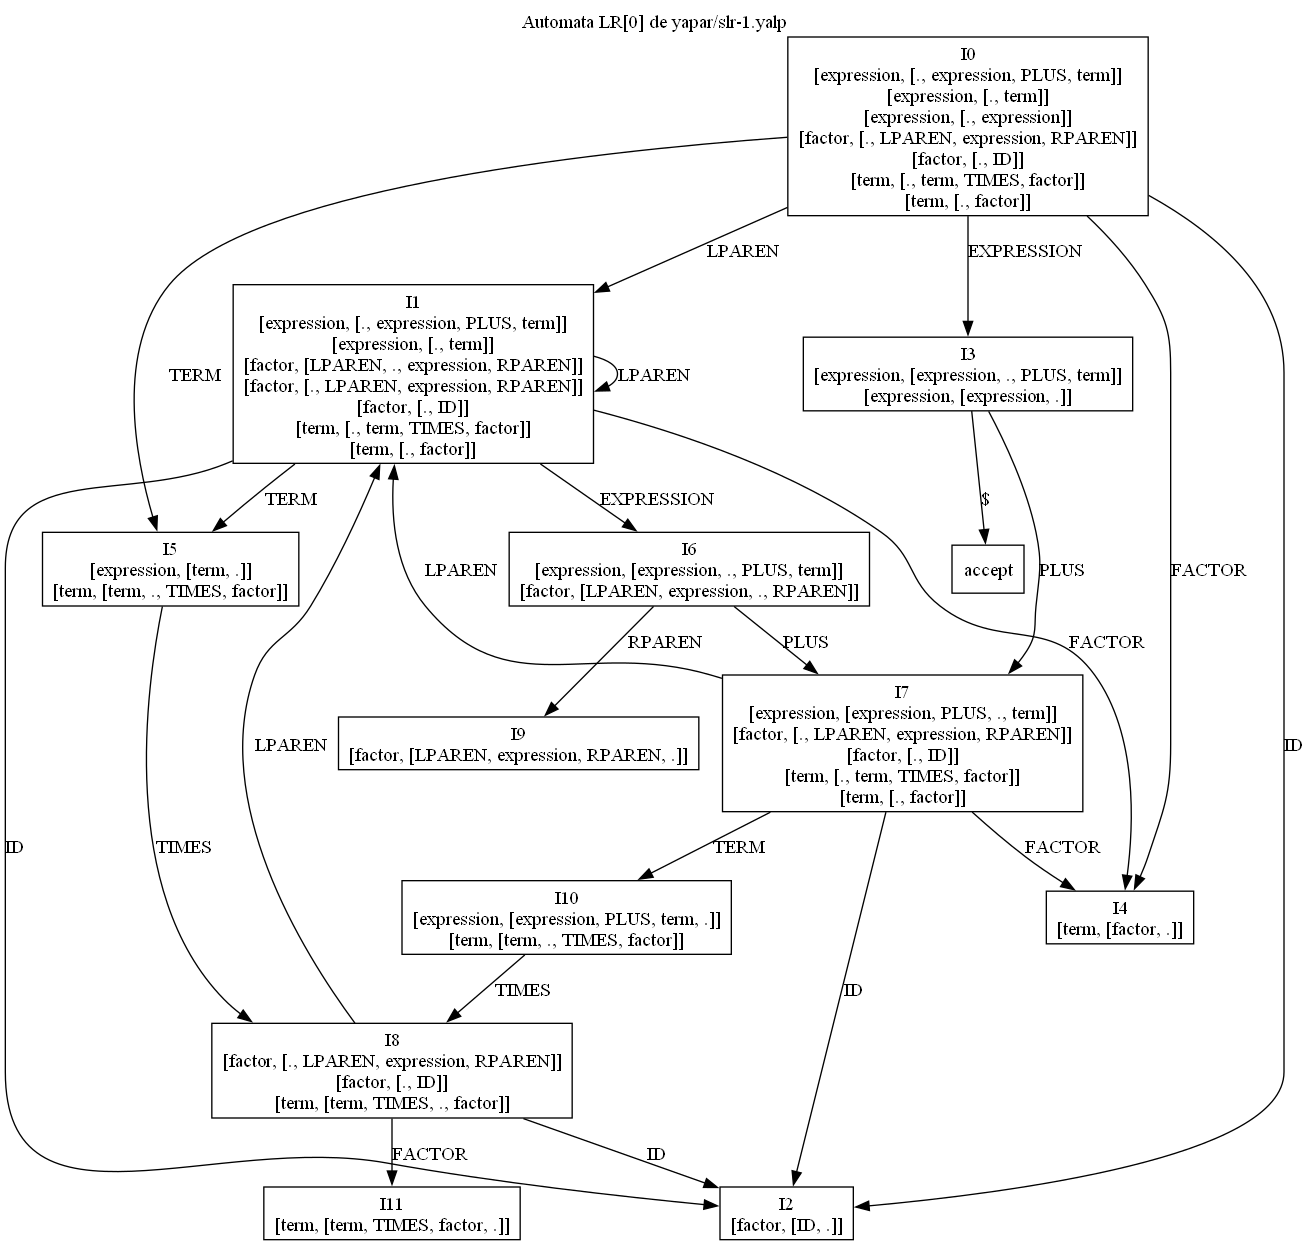 Automata LR[0] de yapar/slr-1.yalp
I0
[expression, [., expression, PLUS, term]]
[expression, [., term]]
[expression, [., expression]]
[factor, [., LPAREN, expression, RPAREN]]
[factor, [., ID]]
[term, [., term, TIMES, factor]]
[term, [., factor]]
LPAREN
EXPRESSION
I1
[expression, [., expression, PLUS, term]]
[expression, [., term]]
[factor, [LPAREN, ., expression, RPAREN]]
[factor, [., LPAREN, expression, RPAREN]]
[factor, [., ID]]
[term, [., term, TIMES, factor]]
[term, [., factor]]
I3
[expression, [expression, ., PLUS, term]]
[expression, [expression, .]]
TERM
LPAREN
TERM
EXPRESSION
$
I5
[expression, [term, .]]
[term, [term, ., TIMES, factor]]
I6
[expression, [expression, ., PLUS, term]]
[factor, [LPAREN, expression, ., RPAREN]]
accept
LPAREN
PLUS
FACTOR
RPAREN
PLUS
FACTOR
I9
[factor, [LPAREN, expression, RPAREN, .]]
I7
[expression, [expression, PLUS, ., term]]
[factor, [., LPAREN, expression, RPAREN]]
[factor, [., ID]]
[term, [., term, TIMES, factor]]
[term, [., factor]]
LPAREN
ID
ID
TIMES
TERM
FACTOR
I10
[expression, [expression, PLUS, term, .]]
[term, [term, ., TIMES, factor]]
I4
[term, [factor, .]]
TIMES
ID
I8
[factor, [., LPAREN, expression, RPAREN]]
[factor, [., ID]]
[term, [term, TIMES, ., factor]]
FACTOR
ID
I11
[term, [term, TIMES, factor, .]]
I2
[factor, [ID, .]]